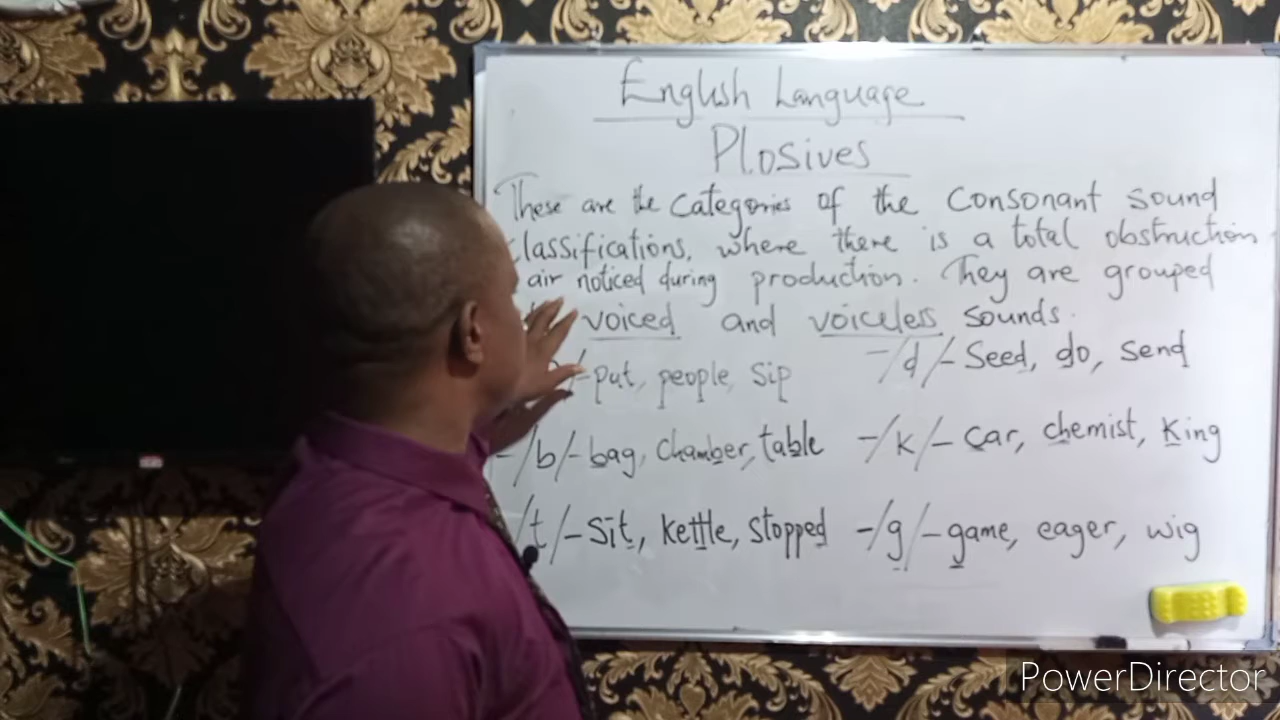 English Language
Plosives
These are the categories of the consonant sound
classifications, where there is a total obstruction
air noticed during production. They are grouped
voiced and voiceless sounds.
/-put, people, sip -/d/-Seed, do, send
-/b/-bag, chamber, table -/k/-car, chemist, king
/t/-sit, kettle, stopped -/g/-game, eager, wig
PowerDirector